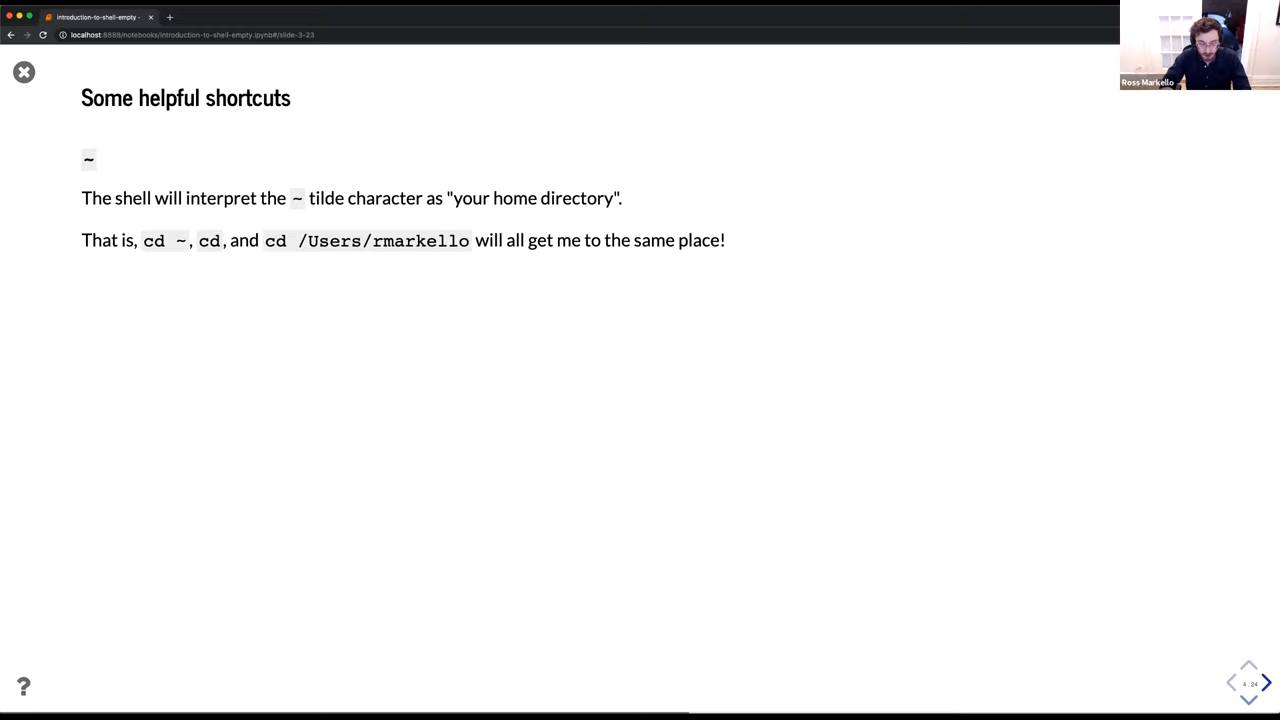 introduction-to-shell-empty -
localhost:8888/notebooks/introduction-to-shell-empty.ipynb#/slide-3-23
Ross Markello
Some helpful shortcuts
~
The shell will interpret the ~ tilde character as "your home directory".
That is, cd ~, cd, and cd /Users/rmarkello will all get me to the same place!
?
4.24